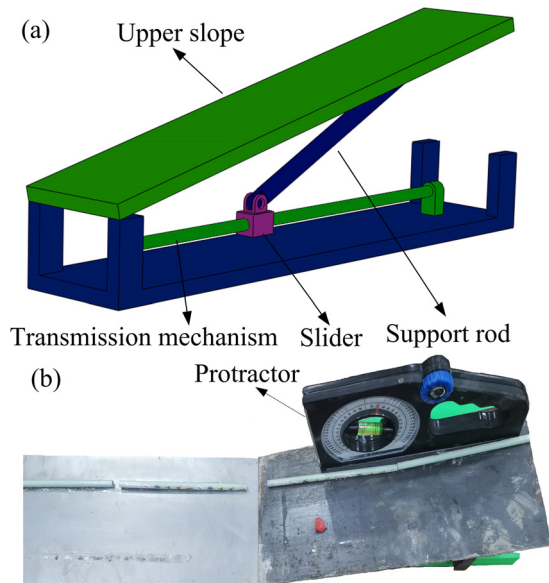 (a)
Upper slope
Transmission mechanism
Slider
Support rod
(b)
Protractor